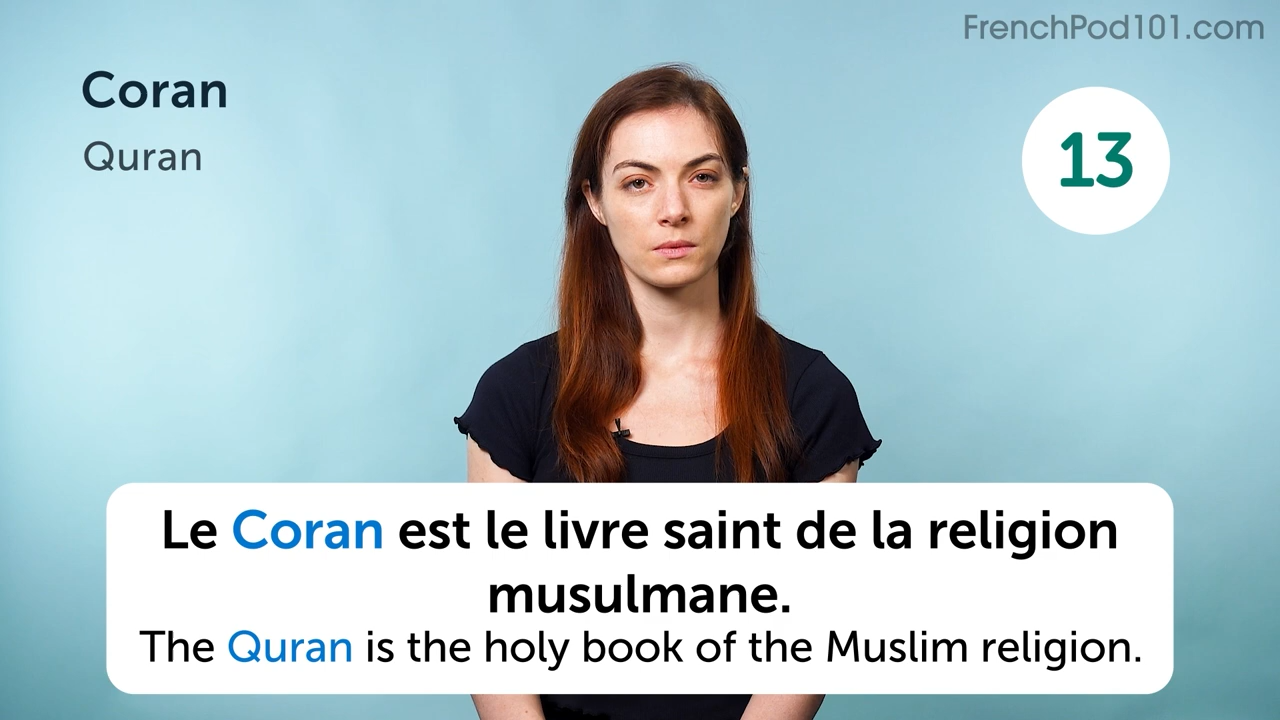 FrenchPod101.com
Coran
Quran
13
Le Coran est le livre saint de la religion
musulmane.
The Quran is the holy book of the Muslim religion.